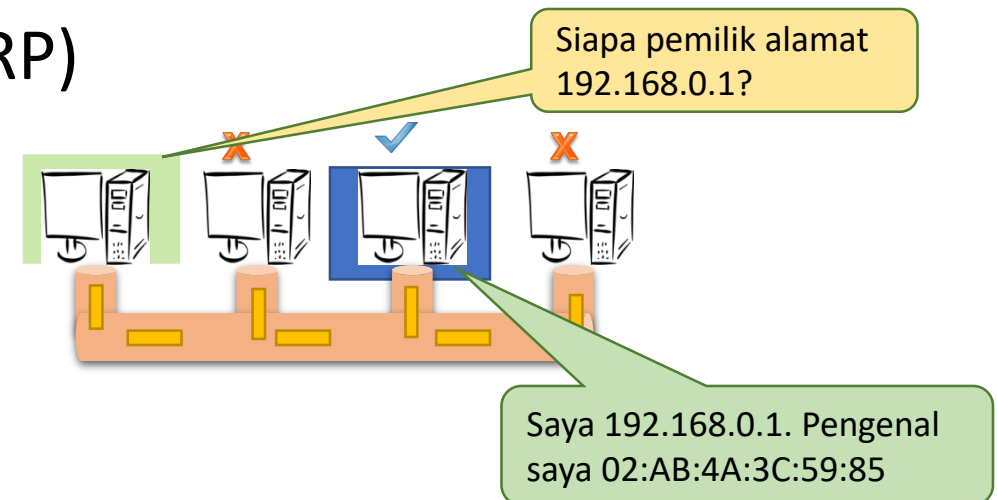 RP)
Siapa pemilik alamat
192.168.0.1?
Saya 192.168.0.1. Pengenal
saya 02:AB:4A:3C:59:85